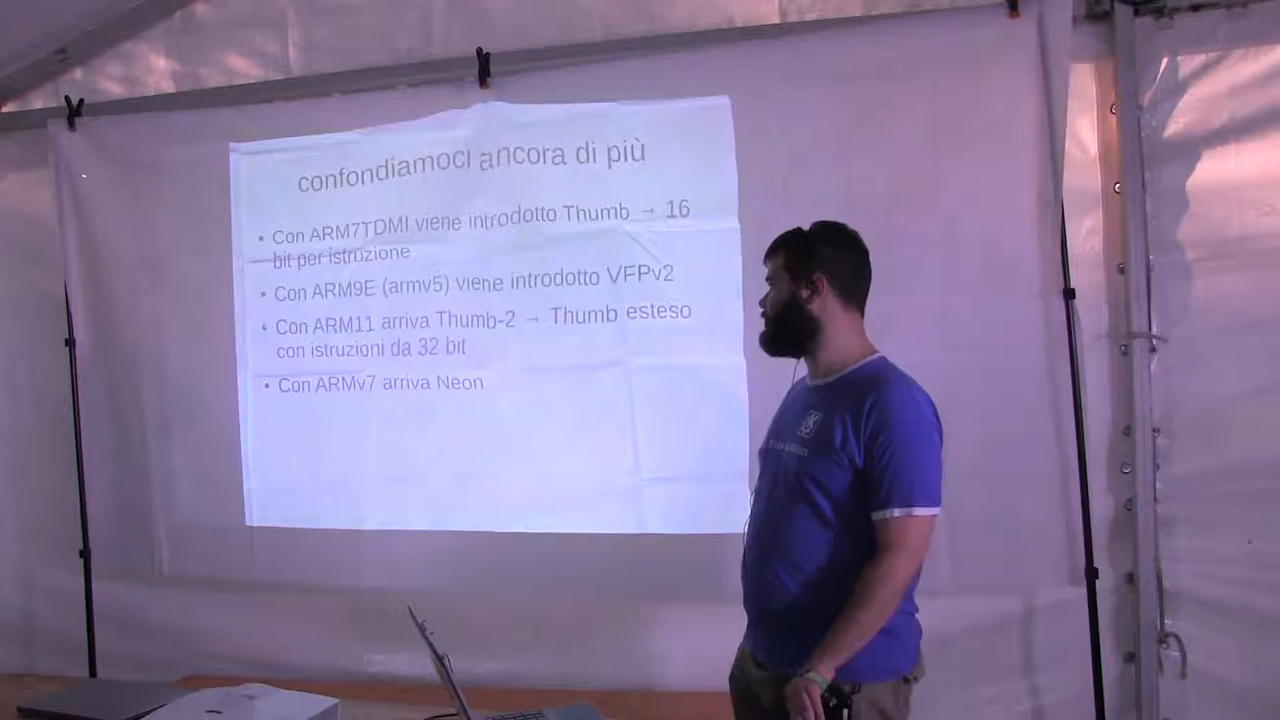 confondiamoci ancora di più
• Con ARM7TDMI viene introdotto Thumb → 16
bit per istruzione
• Con ARM9E (armv5) viene introdotto VFPv2
• Con ARM11 arriva Thumb-2 → Thumb esteso
con istruzioni da 32 bit
• Con ARMv7 arriva Neon